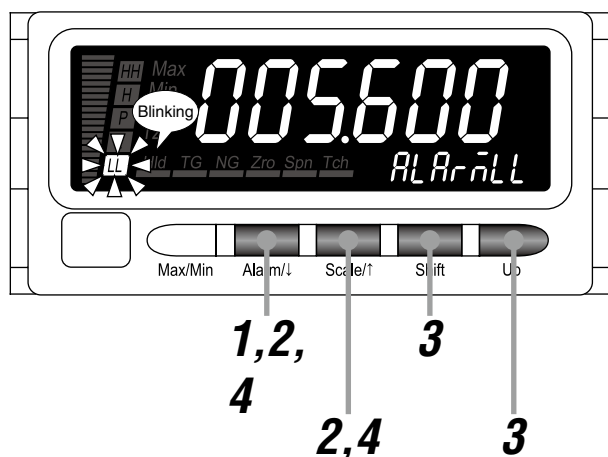 HH Max
H Min
P
Blinking
005.600
LL Hld TG NG Zro Spn Tch
ALArmLL
Max/Min Alarm/↓ Scale/↑ Shift Up
1,2,
4
3
2,4
3